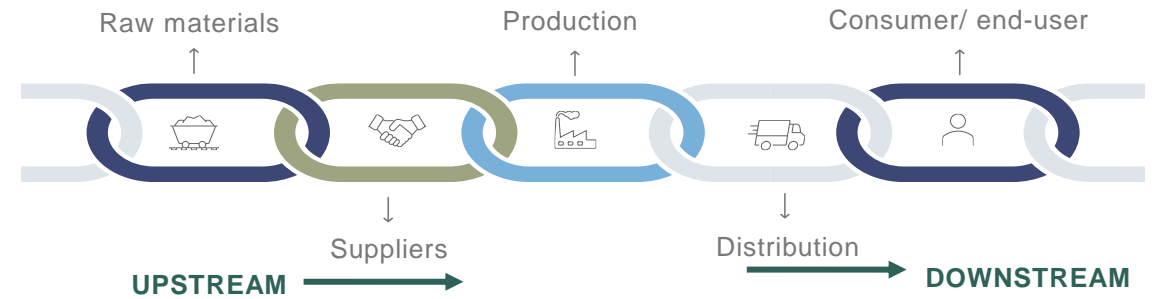 Raw materials
Production
Consumer/ end-user
Suppliers
Distribution
UPSTREAM
DOWNSTREAM